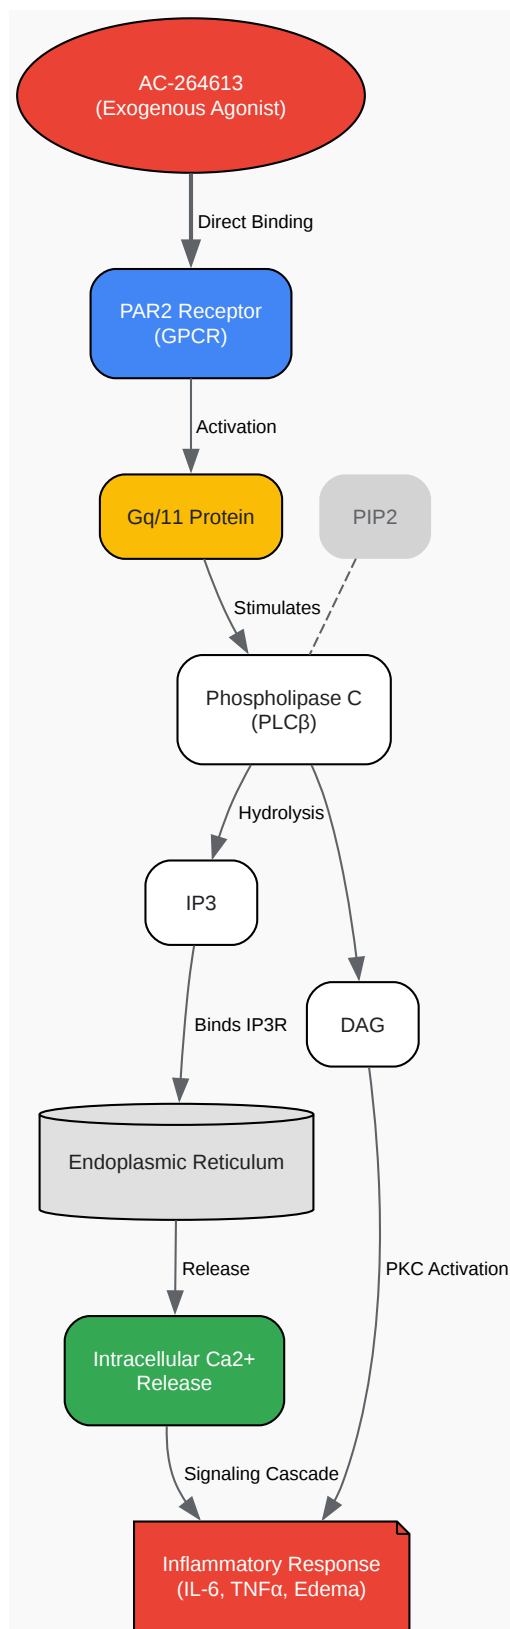 AC-264613
(Exogenous Agonist)
Direct Binding
PAR2 Receptor
(GPCR)
Activation
Gq/11 Protein
PIP2
Stimulates
Phospholipase C
(PLCβ)
Hydrolysis
IP3
Binds IP3R
DAG
Endoplasmic Reticulum
Release
PKC Activation
Intracellular Ca2+
Release
Signaling Cascade
Inflammatory Response
(IL-6, TNFα, Edema)